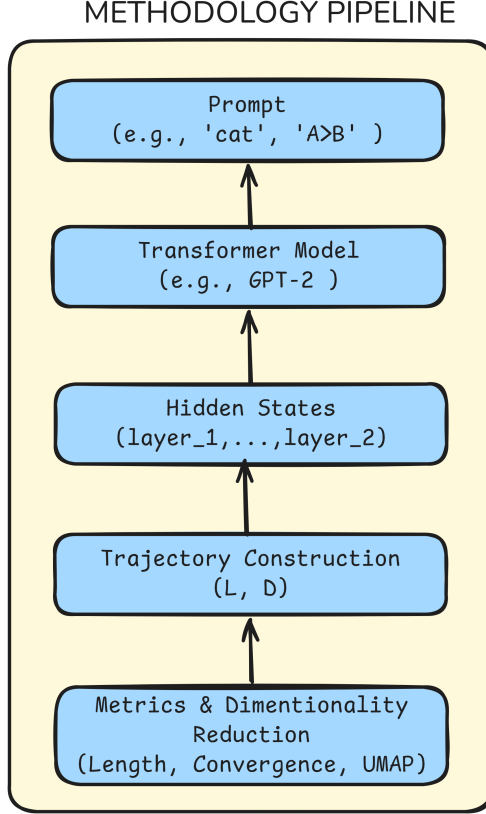 METHODOLOGY PIPELINE
Prompt
(e.g., 'cat', 'A>B' )
Transformer Model
(e.g., GPT-2 )
Hidden States
(layer_1,...,layer_2)
Trajectory Construction
(L, D)
Metrics & Dimentionality
Reduction
(Length, Convergence, UMAP)